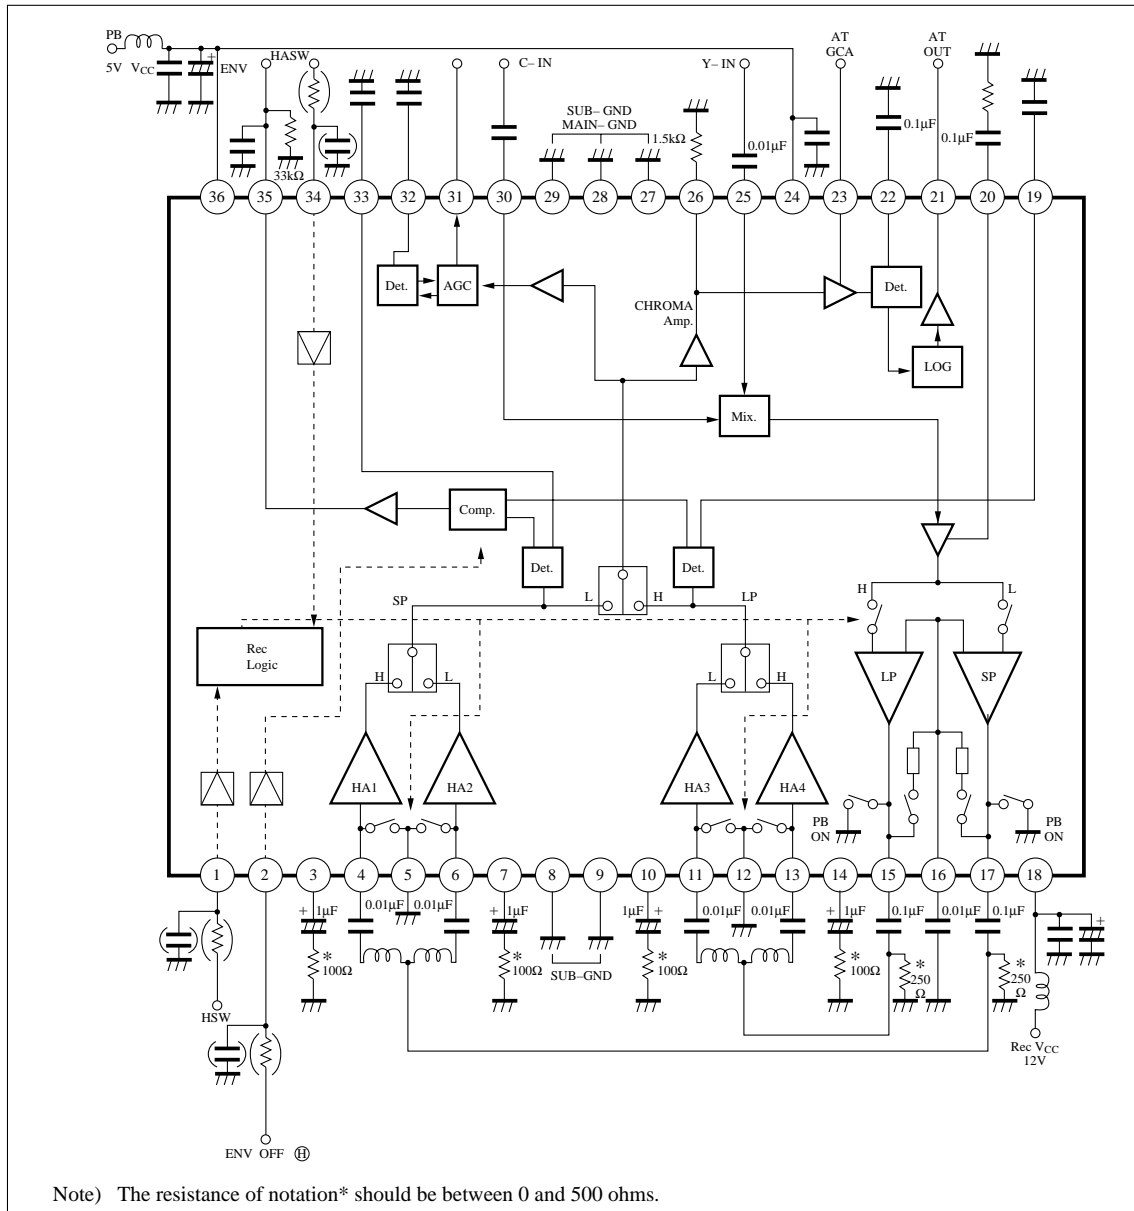 PB
5V VCC
ENV
HASW
C– IN
Y– IN
AT
GCA
AT
OUT
SUB– GND
MAIN– GND
1.5kΩ
0.01µF
0.1µF
0.1µF
33kΩ
36 35 34 33 32 31 30 29 28 27 26 25 24 23 22 21 20 19
Det.
AGC
CHROMA
Amp.
Det.
LOG
Mix.
Comp.
Det.
Det.
SP
L
H
LP
H
L
Rec
Logic
H
L
L
H
LP
SP
HA1
HA2
HA3
HA4
PB
ON
PB
ON
1 2 3 4 5 6 7 8 9 10 11 12 13 14 15 16 17 18
+ 1µF
0.01µF
0.01µF
+ 1µF
1µF +
0.01µF
0.01µF
+ 1µF
0.1µF
0.01µF
0.1µF
+
*
100Ω
*
100Ω
SUB–GND
*
100Ω
*
100Ω
*
250
Ω
*
250
Ω
HSW
Rec VCC
12V
ENV OFF Ⓗ
Note) The resistance of notation* should be between 0 and 500 ohms.